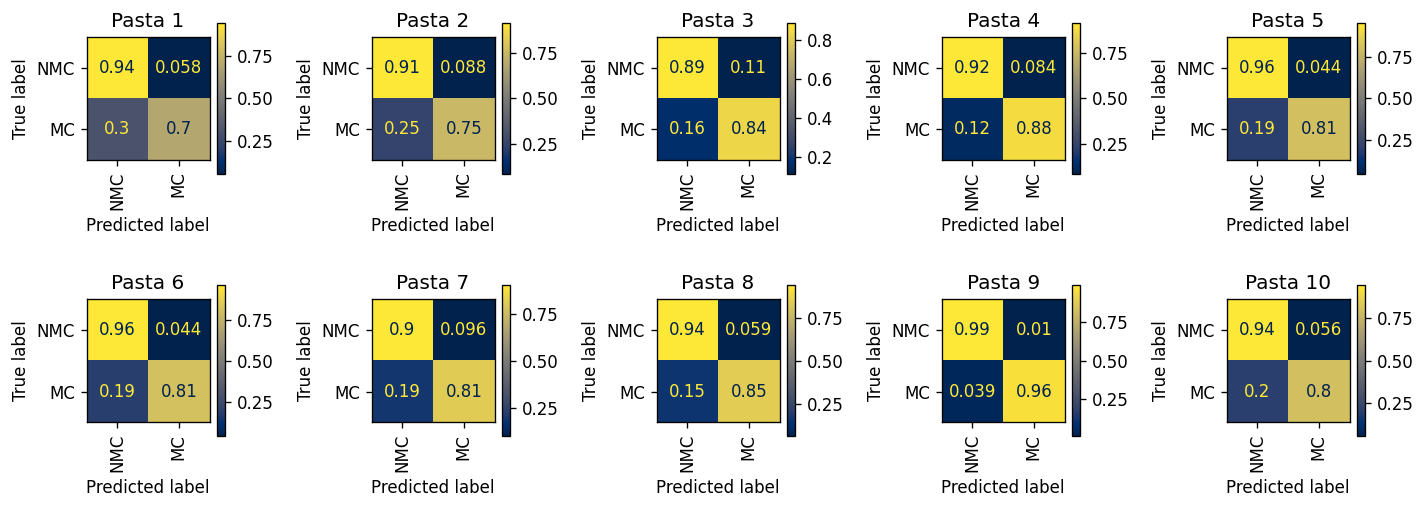 Pasta 1
True label
NMC 0.94 0.058
MC 0.3 0.7
NMC MC
Predicted label
0.75
0.50
0.25
Pasta 2
True label
NMC 0.91 0.088
MC 0.25 0.75
NMC MC
Predicted label
0.75
0.50
0.25
Pasta 3
True label
NMC 0.89 0.11
MC 0.16 0.84
NMC MC
Predicted label
0.8
0.6
0.4
0.2
Pasta 4
True label
NMC 0.92 0.084
MC 0.12 0.88
NMC MC
Predicted label
0.75
0.50
0.25
Pasta 5
True label
NMC 0.96 0.044
MC 0.19 0.81
NMC MC
Predicted label
0.75
0.50
0.25
Pasta 6
True label
NMC 0.96 0.044
MC 0.19 0.81
NMC MC
Predicted label
0.75
0.50
0.25
Pasta 7
True label
NMC 0.9 0.096
MC 0.19 0.81
NMC MC
Predicted label
0.75
0.50
0.25
Pasta 8
True label
NMC 0.94 0.059
MC 0.15 0.85
NMC MC
Predicted label
0.75
0.50
0.25
Pasta 9
True label
NMC 0.99 0.01
MC 0.039 0.96
NMC MC
Predicted label
0.75
0.50
0.25
Pasta 10
True label
NMC 0.94 0.056
MC 0.2 0.8
NMC MC
Predicted label
0.75
0.50
0.25